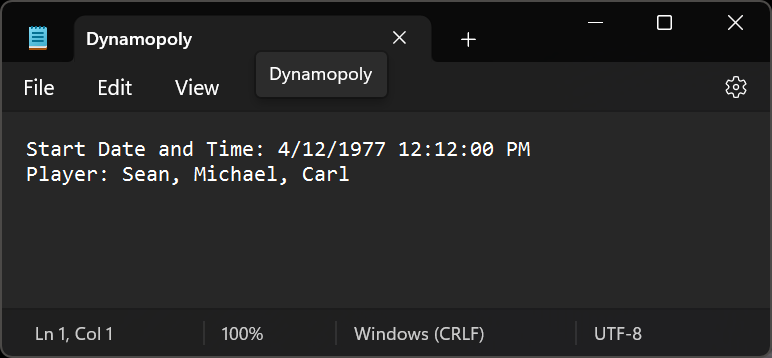 Dynamopoly
Dynamopoly
File Edit View
Start Date and Time: 4/12/1977 12:12:00 PM
Player: Sean, Michael, Carl
Ln 1, Col 1 100% Windows (CRLF) UTF-8